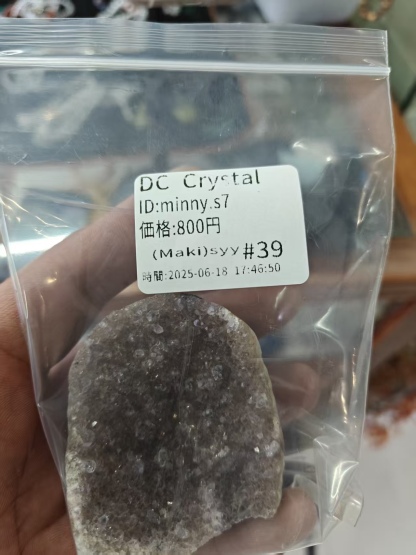 DC Crystal
ID:minny.s7
価格:800円
(Maki)syy #39
時間:2025-06-18 17:46:50